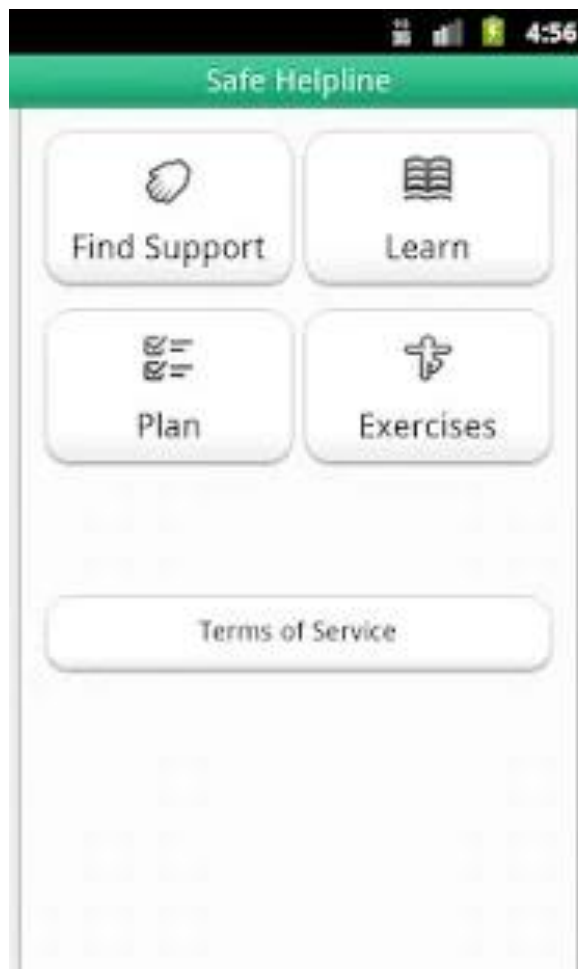 4:56
Safe Helpline
Find Support
Learn
Plan
Exercises
Terms of Service